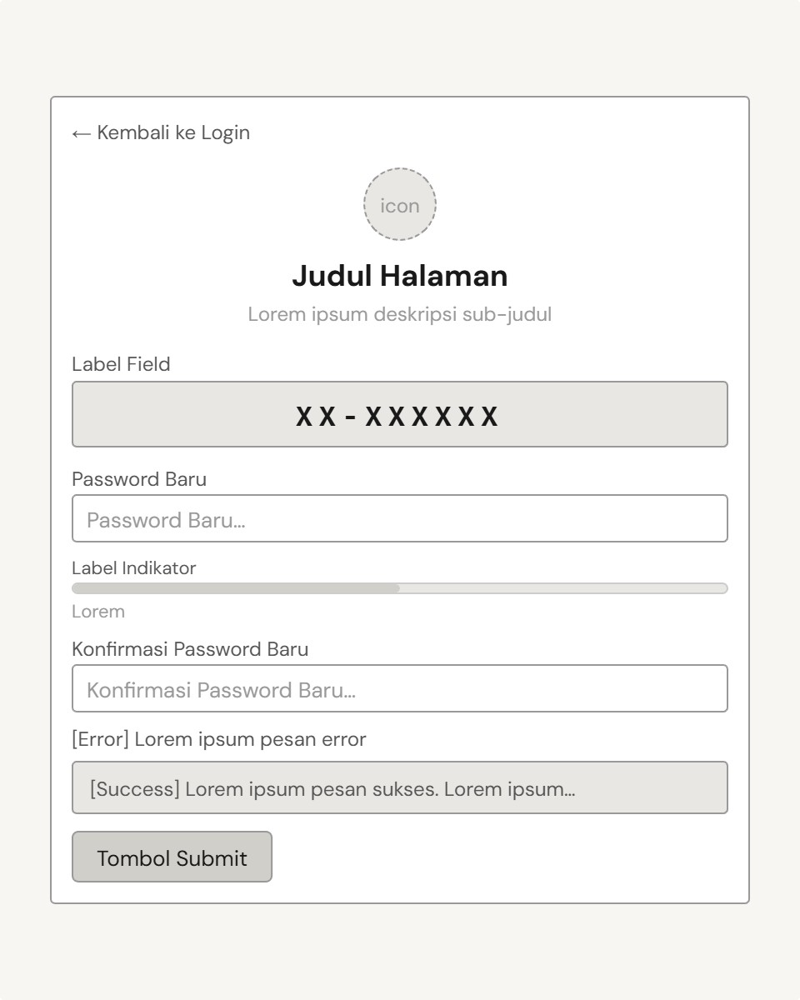 ← Kembali ke Login
icon
Judul Halaman
Lorem ipsum deskripsi sub-judul
Label Field
XX-XXXXXX
Password Baru
Password Baru...
Label Indikator
Lorem
Konfirmasi Password Baru
Konfirmasi Password Baru...
[Error] Lorem ipsum pesan error
[Success] Lorem ipsum pesan sukses. Lorem ipsum...
Tombol Submit